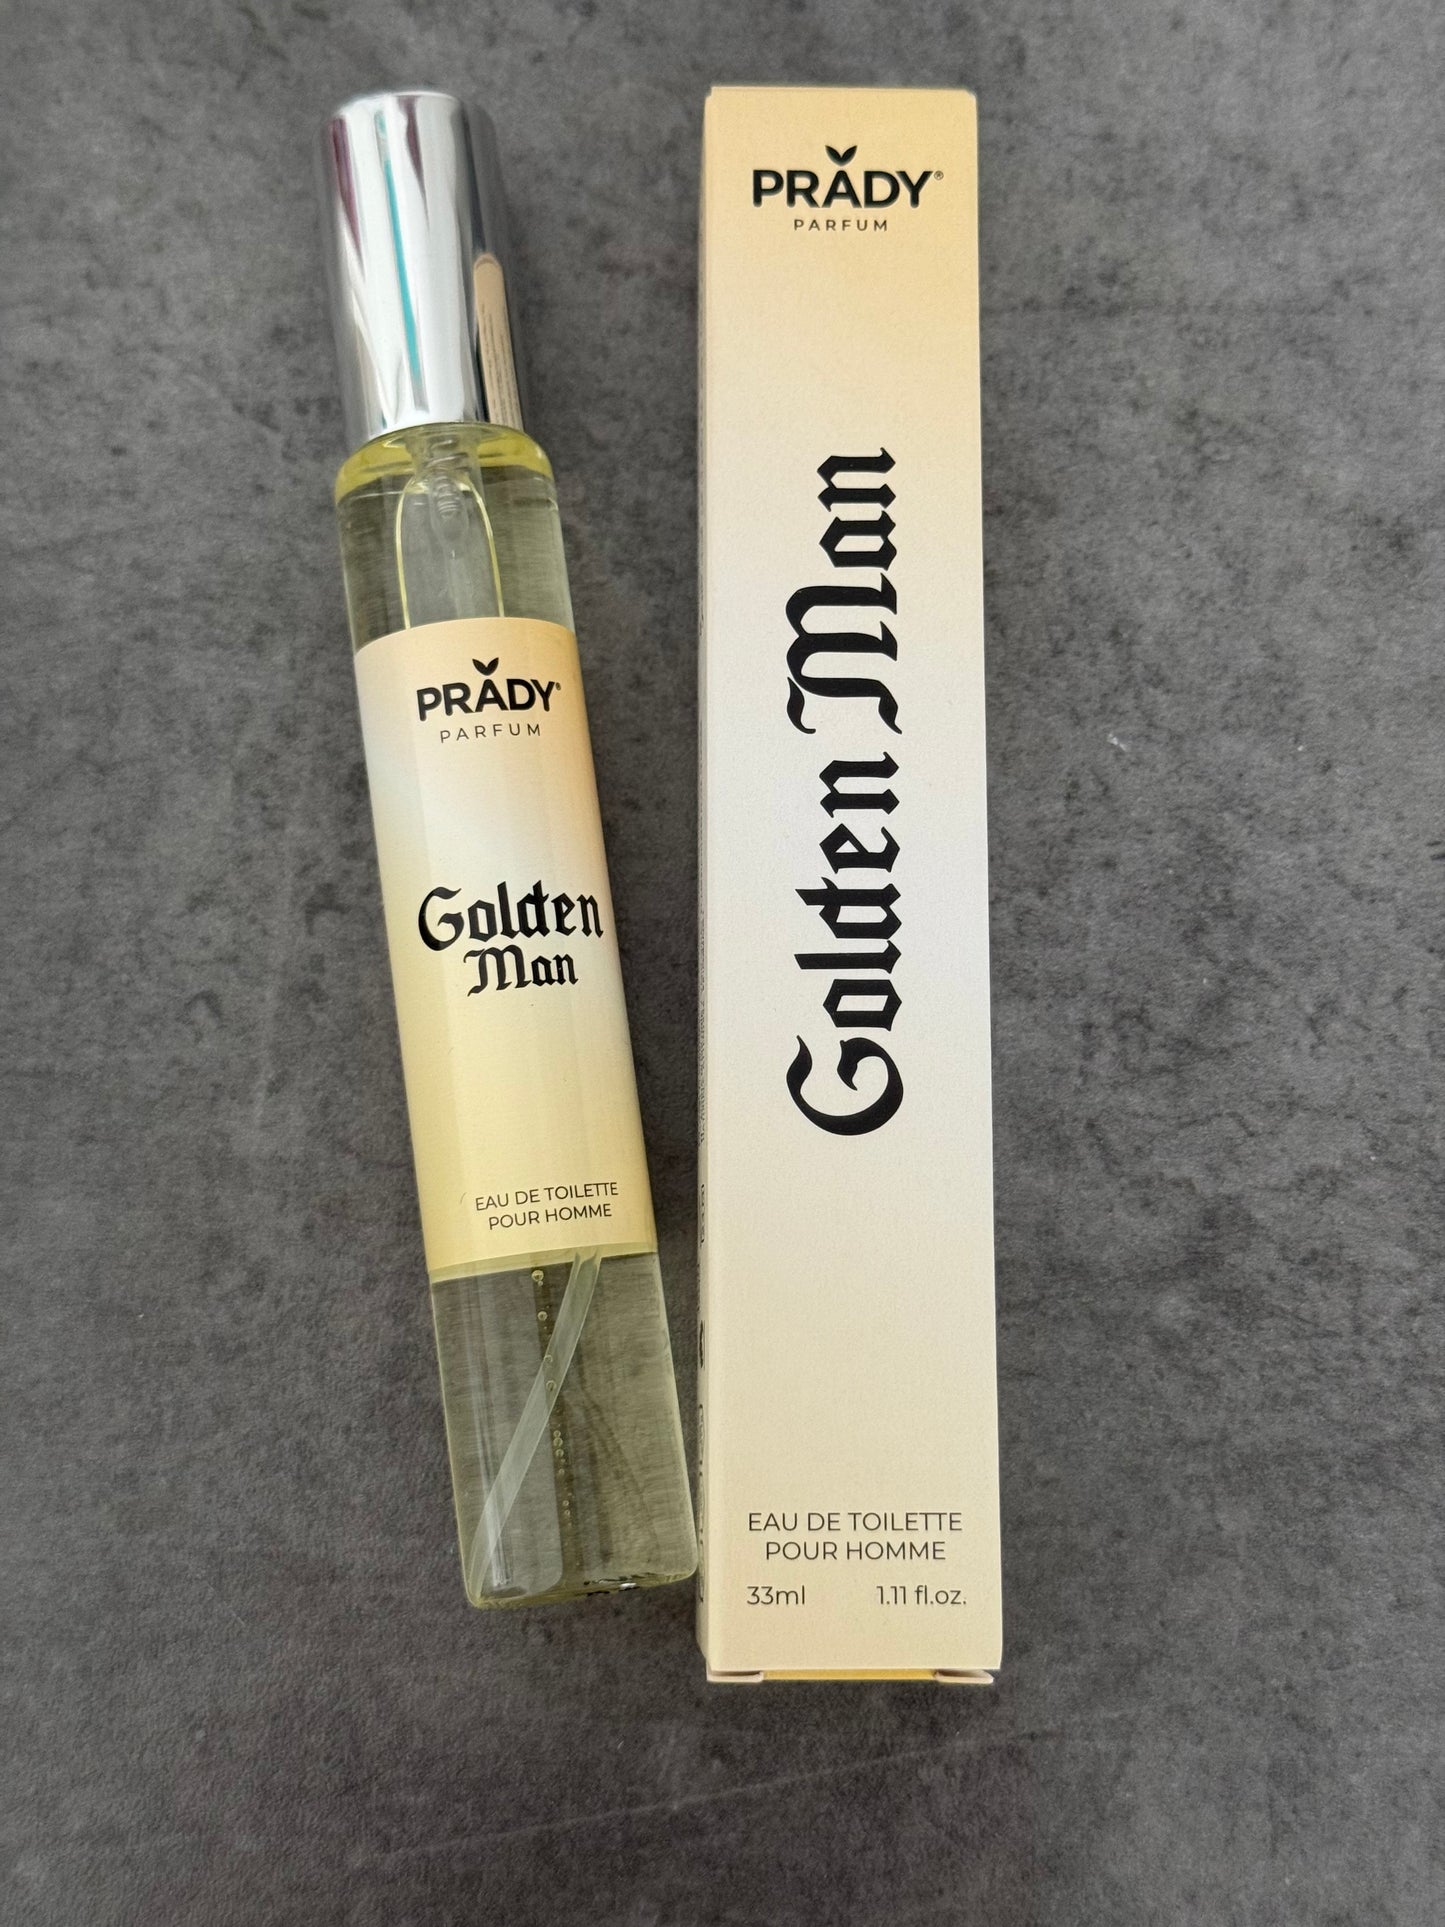 PRADY®
PARFUM
Golden
Man
EAU DE TOILETTE
POUR HOMME
PRADY®
PARFUM
Golden Man
EAU DE TOILETTE
POUR HOMME
33ml 1.11 fl.oz.